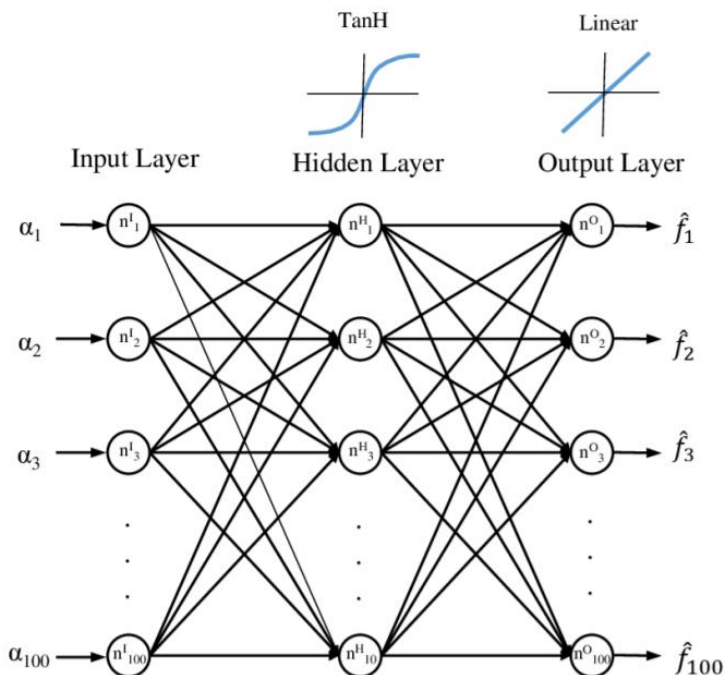 TanH Linear
Input Layer Hidden Layer Output Layer
α₁ nᴵ₁ nᴴ₁ nᴼ₁ f̂₁
α₂ nᴵ₂ nᴴ₂ nᴼ₂ f̂₂
α₃ nᴵ₃ nᴴ₃ nᴼ₃ f̂₃
α₁₀₀ nᴵ₁₀₀ nᴴ₁₀ nᴼ₁₀₀ f̂₁₀₀